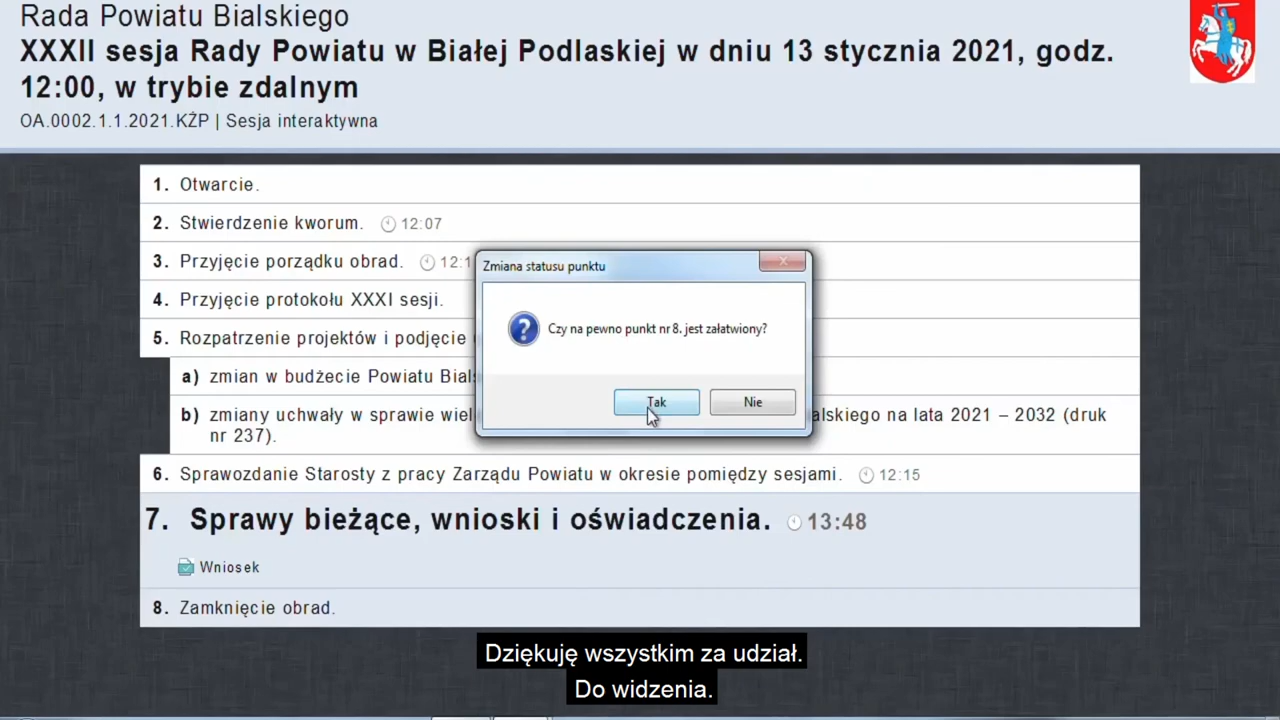 Rada Powiatu Bialskiego
XXXII sesja Rady Powiatu w Białej Podlaskiej w dniu 13 stycznia 2021, godz.
12:00, w trybie zdalnym
OA.0002.1.1.2021.KŻP | Sesja interaktywna
1. Otwarcie.
2. Stwierdzenie kworum. 12:07
3. Przyjęcie porządku obrad.
4. Przyjęcie protokołu XXXI sesji.
5. Rozpatrzenie projektów i podjęcie
a) zmian w budżecie Powiatu
b) zmiany uchwały w sprawie
na lata 2021 – 2032 (druk
nr 237).
Zmiana statusu punktu
Czy na pewno punkt nr 8. jest załatwiony?
Tak
Nie
6. Sprawozdanie Starosty z pracy Zarządu Powiatu w okresie pomiędzy sesjami. 12:15
7. Sprawy bieżące, wnioski i oświadczenia. 13:48
Wniosek
8. Zamknięcie obrad.
Dziękuję wszystkim za udział.
Do widzenia.